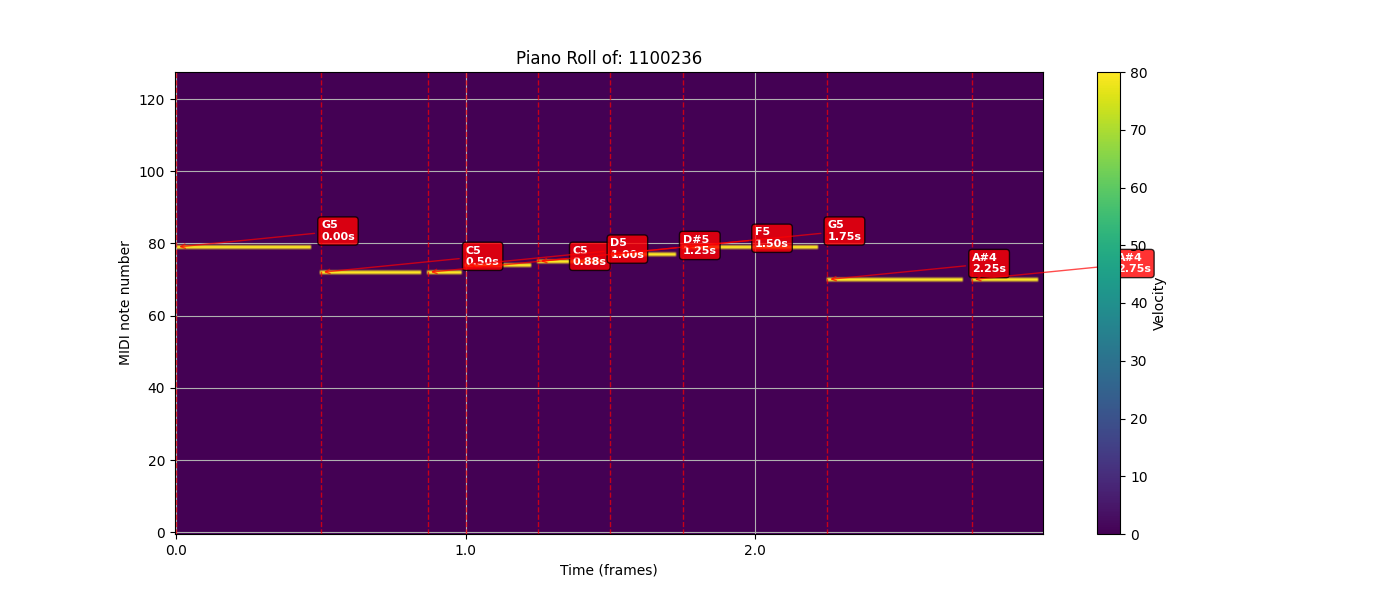 Piano Roll of: 1100236
120
100
80
60
40
20
0
MIDI note number
0.0
1.0
2.0
Time (frames)
G5
0.00s
C5
0.50s
C5
0.88s
D5
1.00s
D#5
1.25s
F5
1.50s
G5
1.75s
A#4
2.25s
A#4
2.75s
80
70
60
50
40
30
20
10
0
Velocity